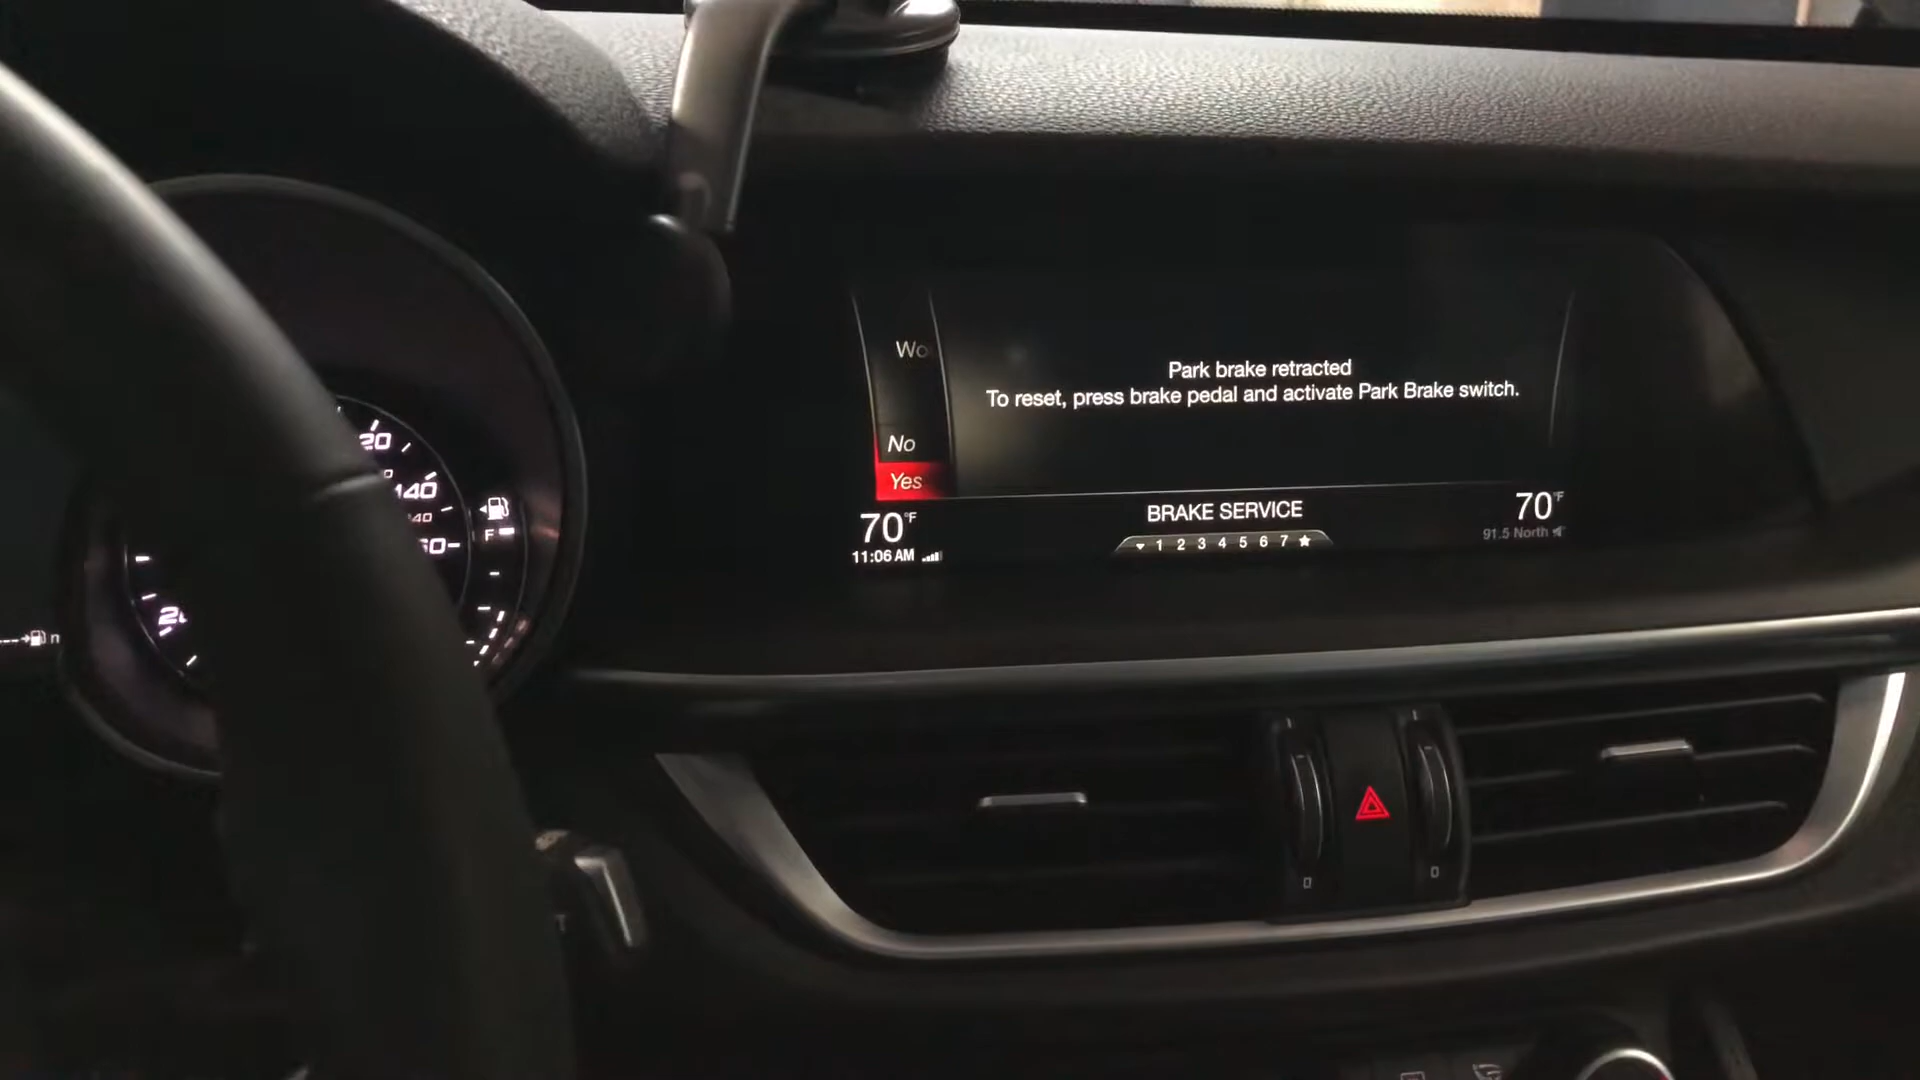 Wo
Park brake retracted
To reset, press brake pedal and activate Park Brake switch.
No
Yes
70°F
BRAKE SERVICE
70°F
11:06 AM
1 2 3 4 5 6 7
91.5 North
20
140
40
F